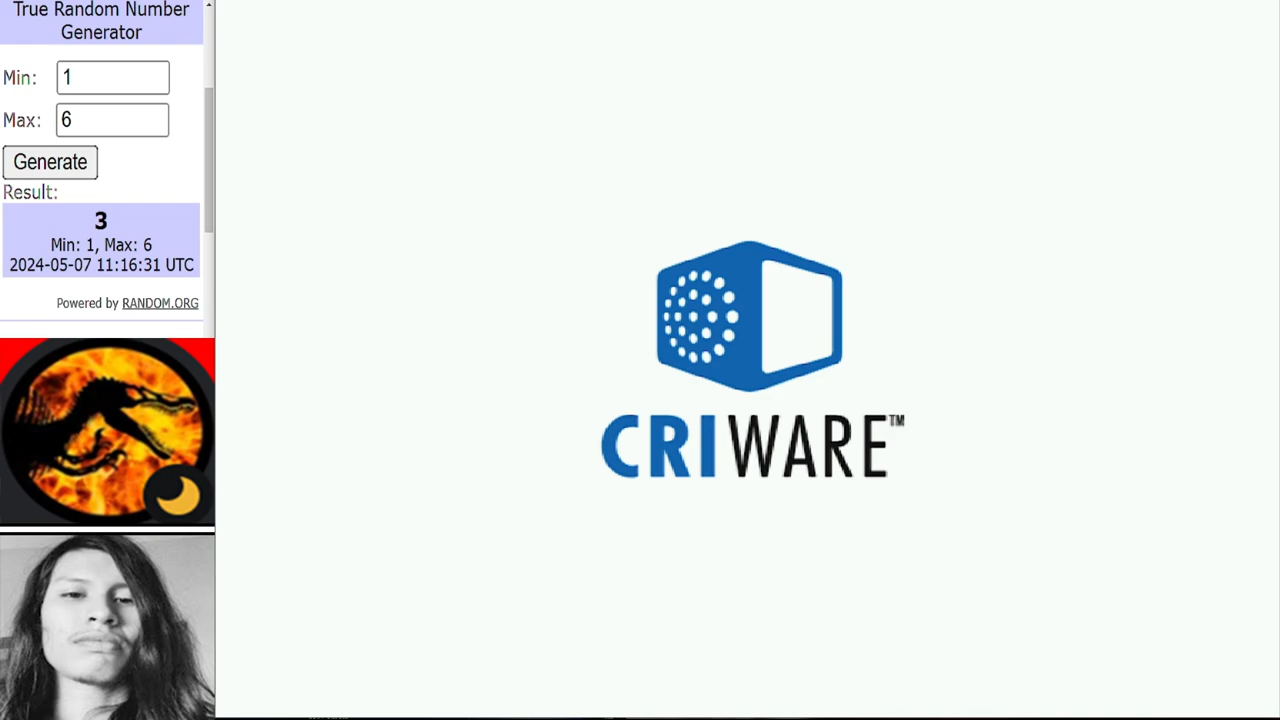 True Random Number
Generator
Min: 1
Max: 6
Generate
Result:
3
Min: 1, Max: 6
2024-05-07 11:16:31 UTC
Powered by RANDOM.ORG
CRIWARE™